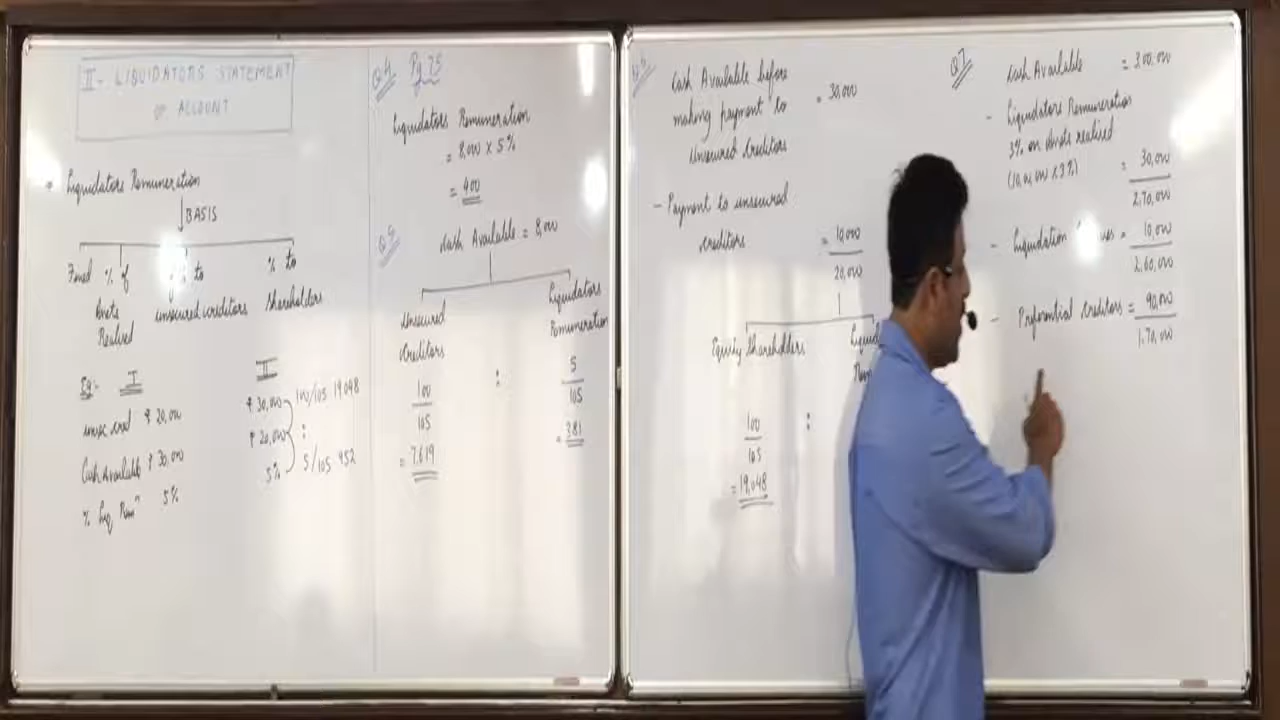 II - LIQUIDATORS STATEMENT
OF ACCOUNT
Liquidators Remuneration
BASIS
Fixed % of
Assets
Realised
% to
unsecured creditors
% to
Shareholders
Eg:- I
unsec cred ₹ 20,000
Cash Available ₹ 30,000
% Liq Remn 5%
II
₹ 30,000
₹ 20,000
5%
100/105 19048
:
5/105 952
Q4 Pg 75
Liquidators Remuneration
= 8,000 x 5%
= 400
Q5
Cash Available = 8,000
Unsecured
Creditors
100
105
= 7,619
:
Liquidators
Remuneration
5
105
= 381
Cash Available before
making payment to = 30,000
Unsecured Creditors
- Payment to unsecured
creditors = 10,000
20,000
Equity Shareholders
100
105
= 19,048
:
Q7
Cash Available = 300,000
- Liquidators Remuneration
3% on Assets realised
(10,00,000 x 3%) = 30,000
2,70,000
- Liquidation = 10,000
2,60,000
- Preferential Creditors = 90,000
1,70,000